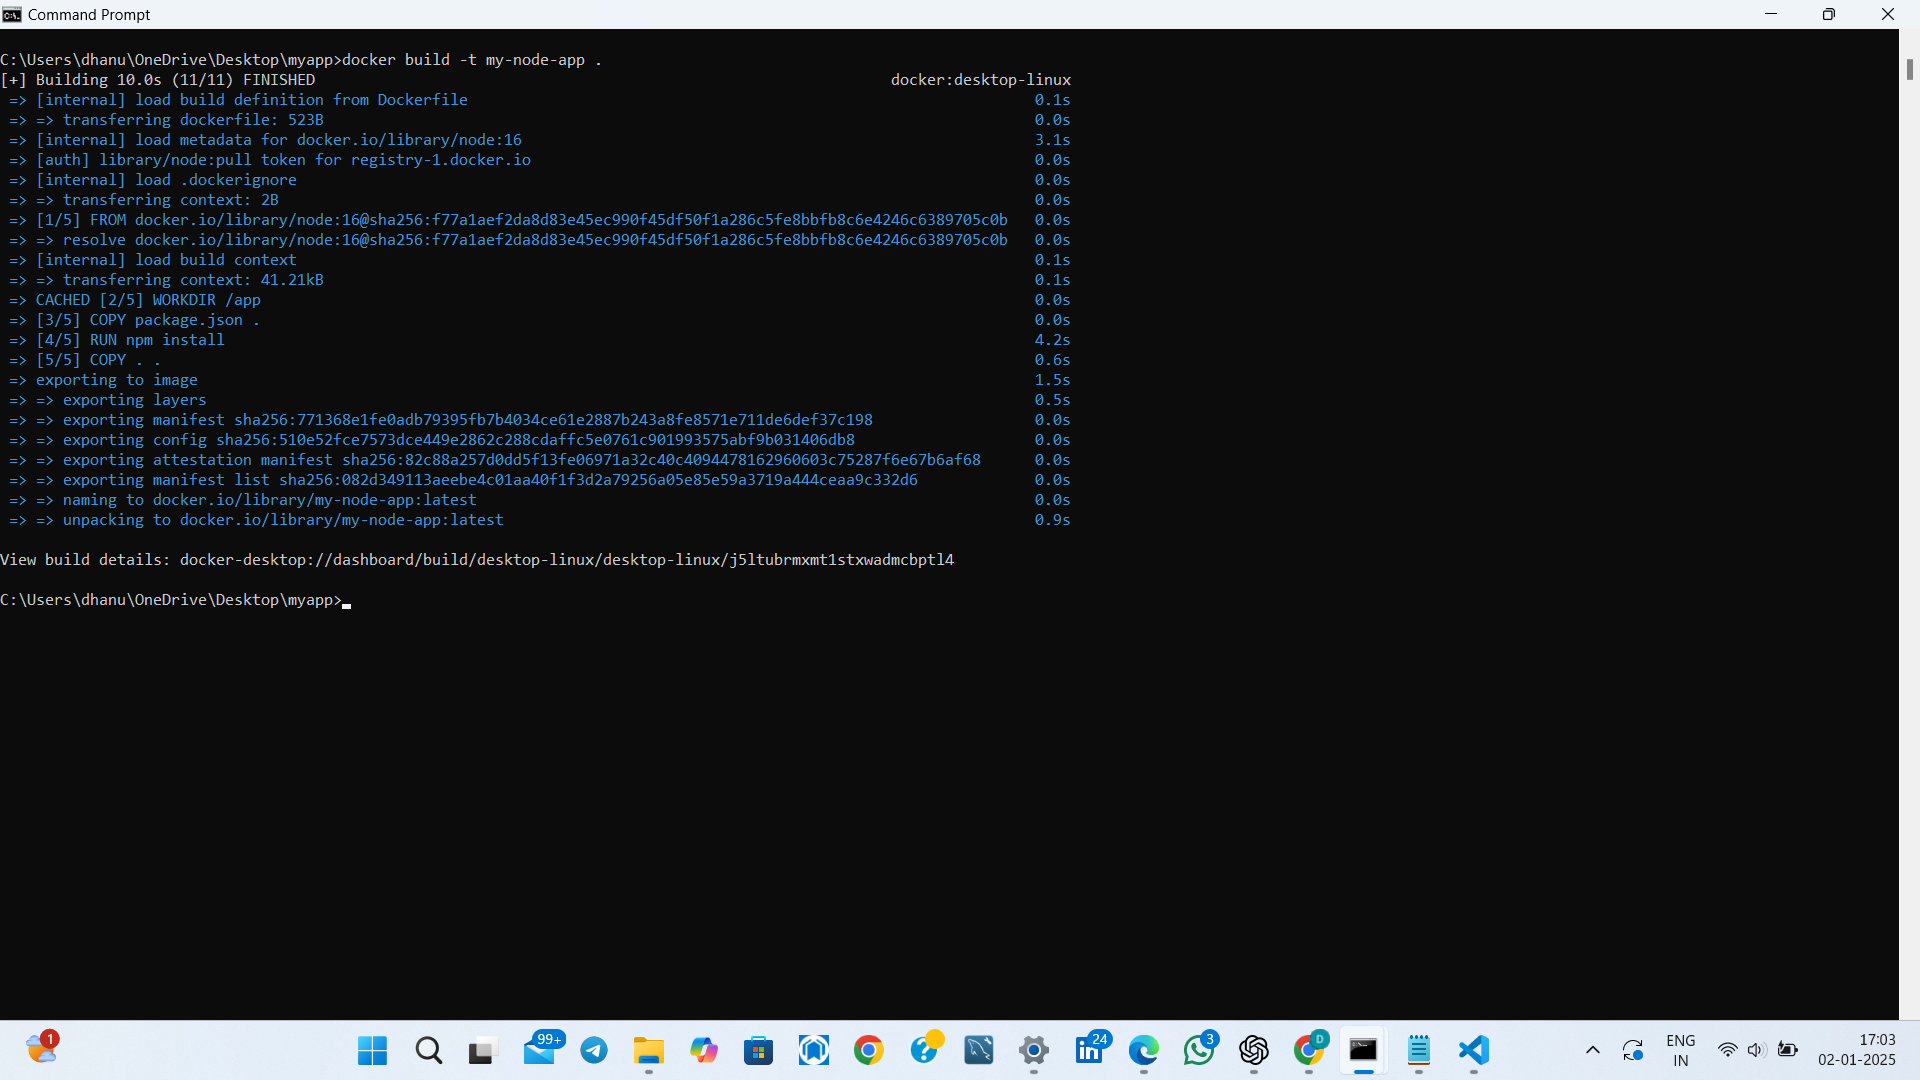 Command Prompt
C:\Users\dhanu\OneDrive\Desktop\myapp>docker build -t my-node-app .
[+] Building 10.0s (11/11) FINISHED docker:desktop-linux
=> [internal] load build definition from Dockerfile 0.1s
=> => transferring dockerfile: 523B 0.0s
=> [internal] load metadata for docker.io/library/node:16 3.1s
=> [auth] library/node:pull token for registry-1.docker.io 0.0s
=> [internal] load .dockerignore 0.0s
=> => transferring context: 2B 0.0s
=> [1/5] FROM docker.io/library/node:16@sha256:f77a1aef2da8d83e45ec990f45df50f1a286c5fe8bbfb8c6e4246c6389705c0b 0.0s
=> => resolve docker.io/library/node:16@sha256:f77a1aef2da8d83e45ec990f45df50f1a286c5fe8bbfb8c6e4246c6389705c0b 0.0s
=> [internal] load build context 0.1s
=> => transferring context: 41.21kB 0.1s
=> CACHED [2/5] WORKDIR /app 0.0s
=> [3/5] COPY package.json . 0.0s
=> [4/5] RUN npm install 4.2s
=> [5/5] COPY . . 0.6s
=> exporting to image 1.5s
=> => exporting layers 0.5s
=> => exporting manifest sha256:771368e1fe0adb79395fb7b4034ce61e2887b243a8fe8571e711de6def37c198 0.0s
=> => exporting config sha256:510e52fce7573dce449e2862c288cdaffc5e0761c901993575abf9b031406db8 0.0s
=> => exporting attestation manifest sha256:82c88a257d0dd5f13fe06971a32c40c4094478162960603c75287f6e67b6af68 0.0s
=> => exporting manifest list sha256:082d349113aeebe4c01aa40f1f3d2a79256a05e85e59a3719a444ceaa9c332d6 0.0s
=> => naming to docker.io/library/my-node-app:latest 0.0s
=> => unpacking to docker.io/library/my-node-app:latest 0.9s
View build details: docker-desktop://dashboard/build/desktop-linux/desktop-linux/j5ltubrmxmt1stxwadmcbptl4
C:\Users\dhanu\OneDrive\Desktop\myapp>
1
99+
24
3
D
ENG
IN
17:03
02-01-2025